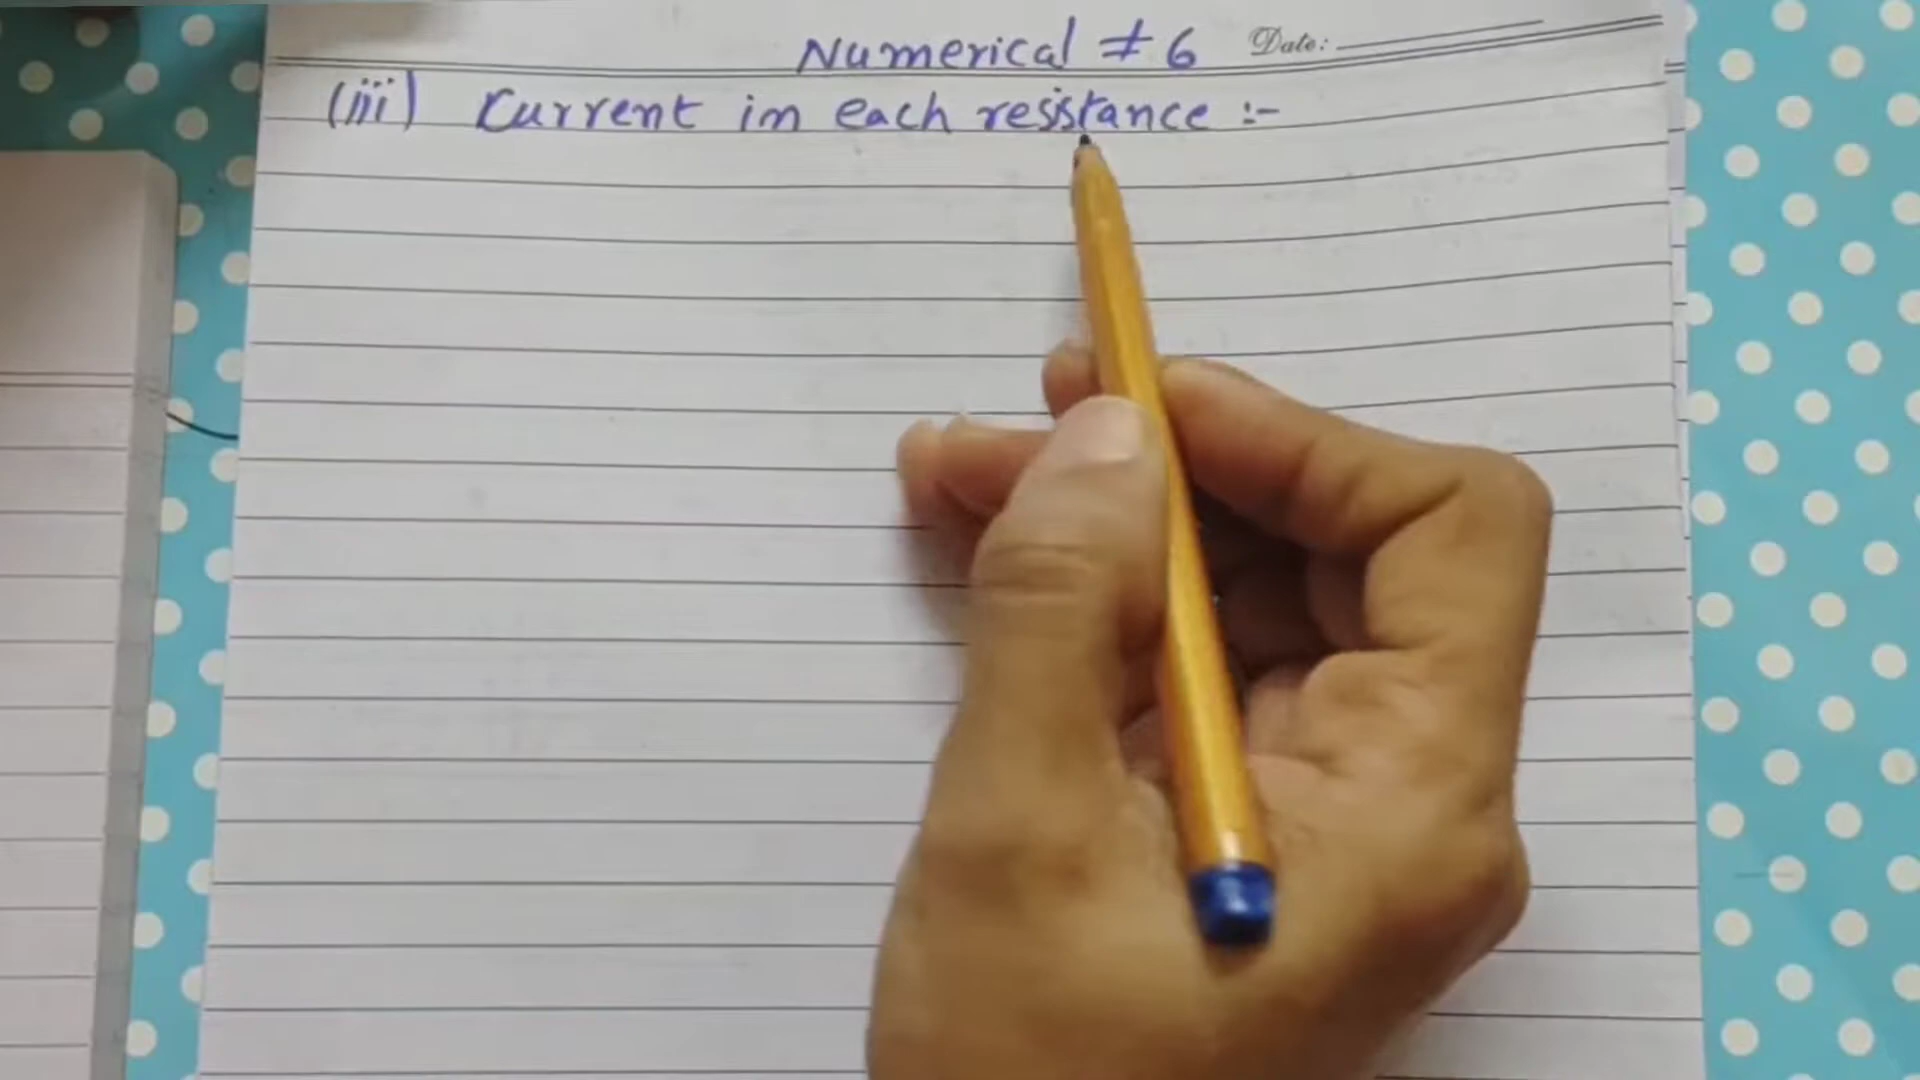 Numerical # 6 Date:
(iii) Current in each resistance :-